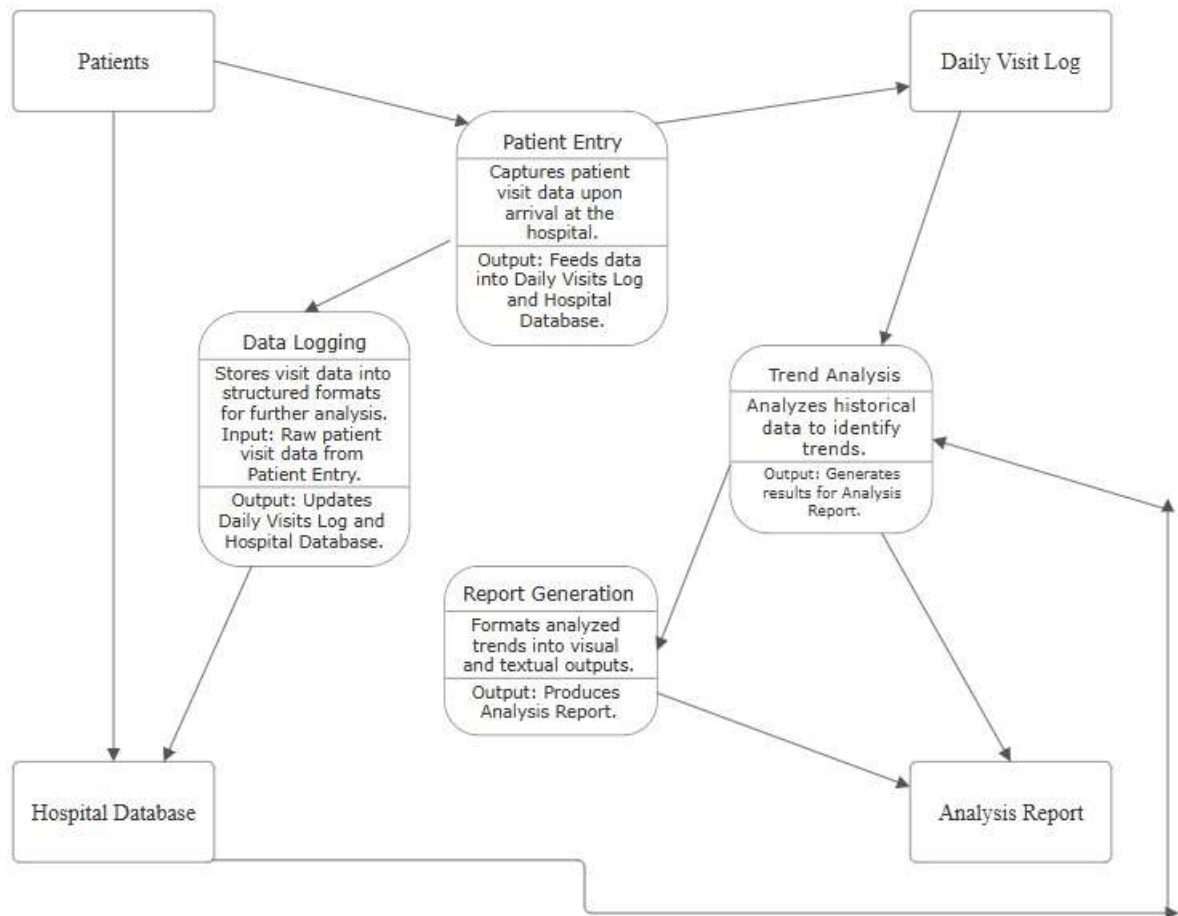 Patients
Daily Visit Log
Patient Entry
Captures patient
visit data upon
arrival at the
hospital.
Output: Feeds data
into Daily Visits Log
and Hospital
Database.
Data Logging
Stores visit data into
structured formats
for further analysis.
Input: Raw patient
visit data from
Patient Entry.
Output: Updates
Daily Visits Log and
Hospital Database.
Trend Analysis
Analyzes historical
data to identify
trends.
Output: Generates
results for Analysis
Report.
Report Generation
Formats analyzed
trends into visual
and textual outputs.
Output: Produces
Analysis Report.
Hospital Database
Analysis Report